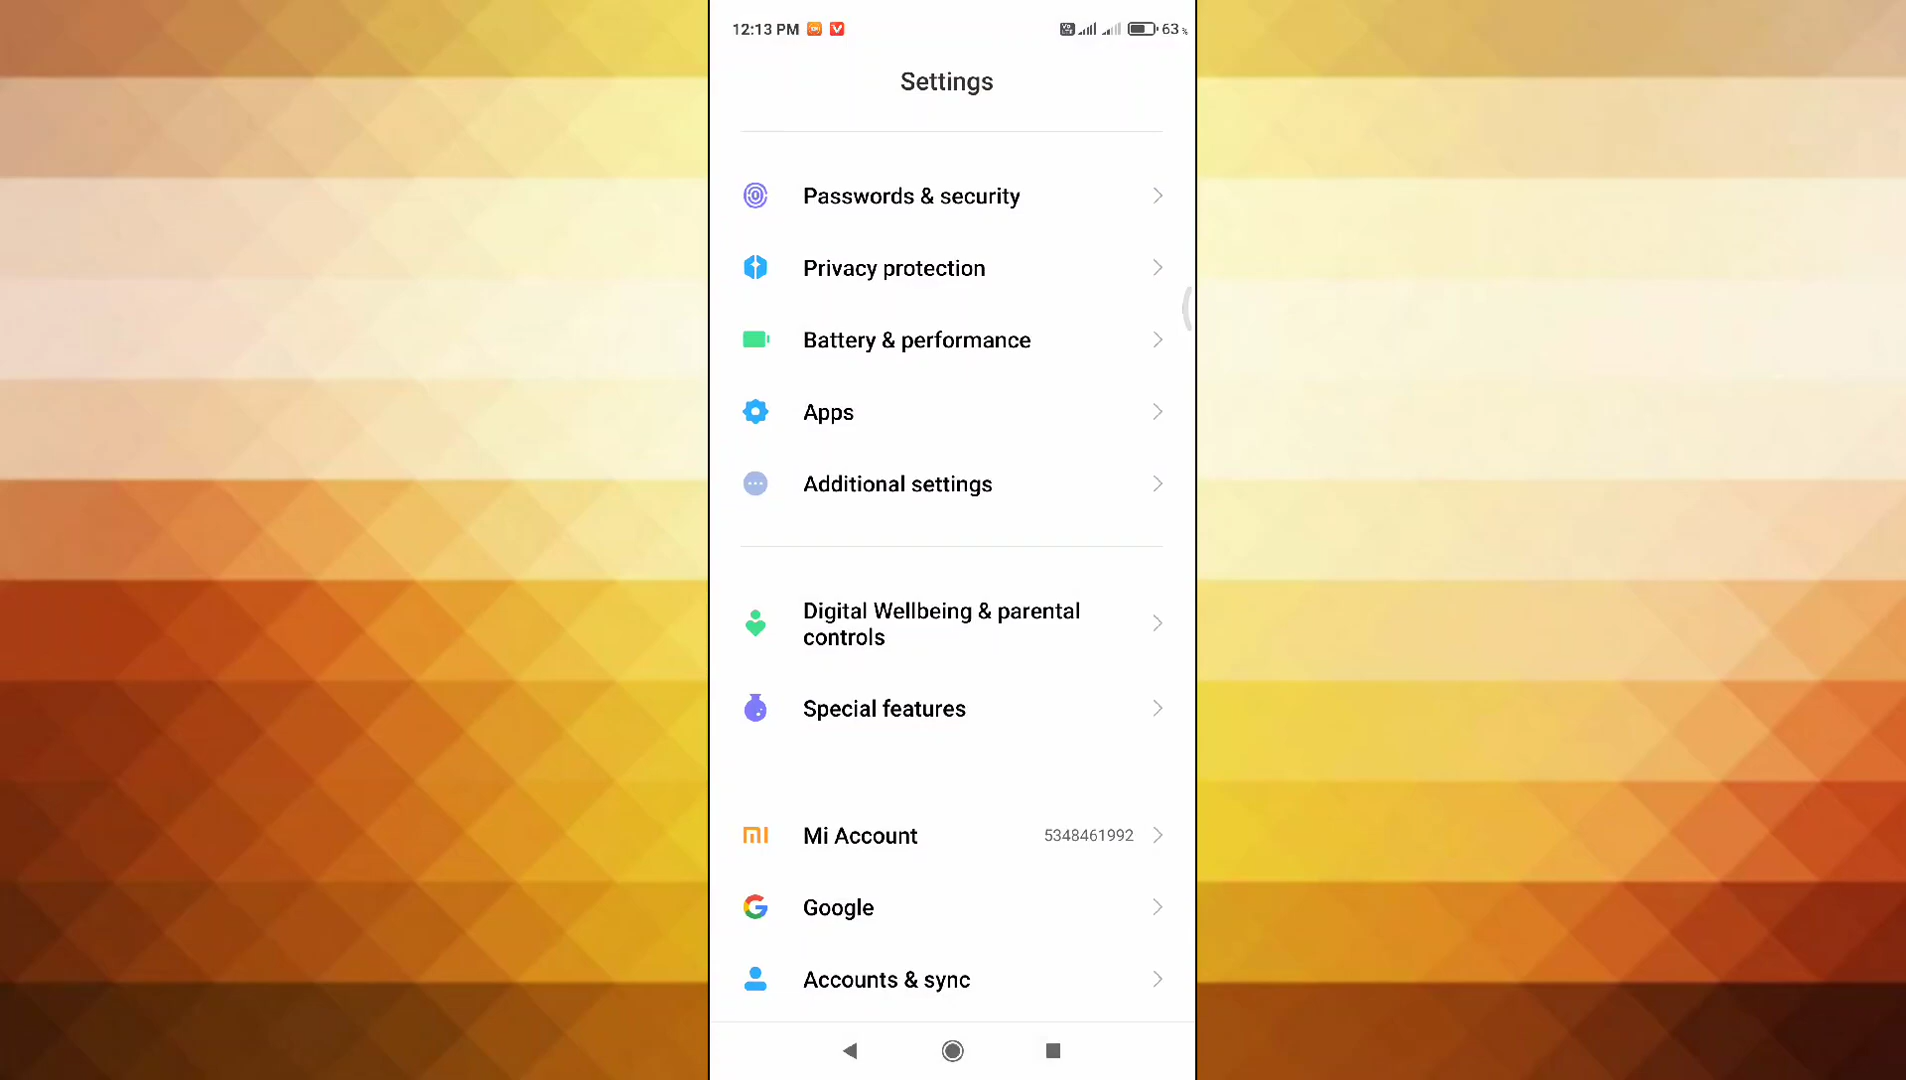 12:13 PM
63%
Settings
Passwords & security
Privacy protection
Battery & performance
Apps
Additional settings
Digital Wellbeing & parental
controls
Special features
Mi Account 5348461992
Google
Accounts & sync